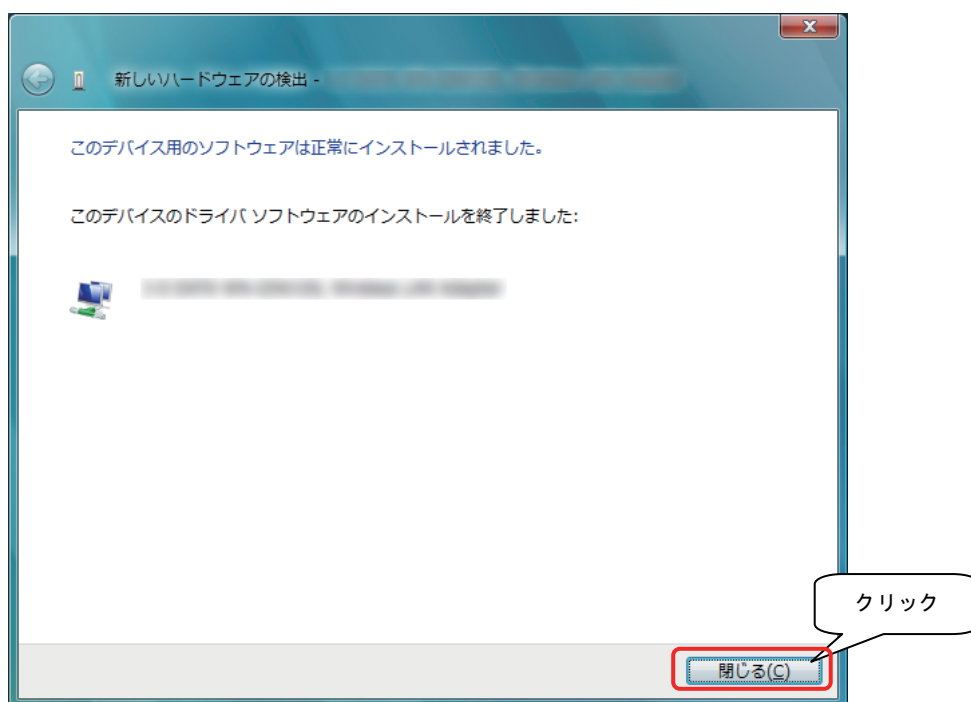 新しいハードウェアの検出 -
このデバイス用のソフトウェアは正常にインストールされました。
このデバイスのドライバ ソフトウェアのインストールを終了しました:
クリック
閉じる(C)